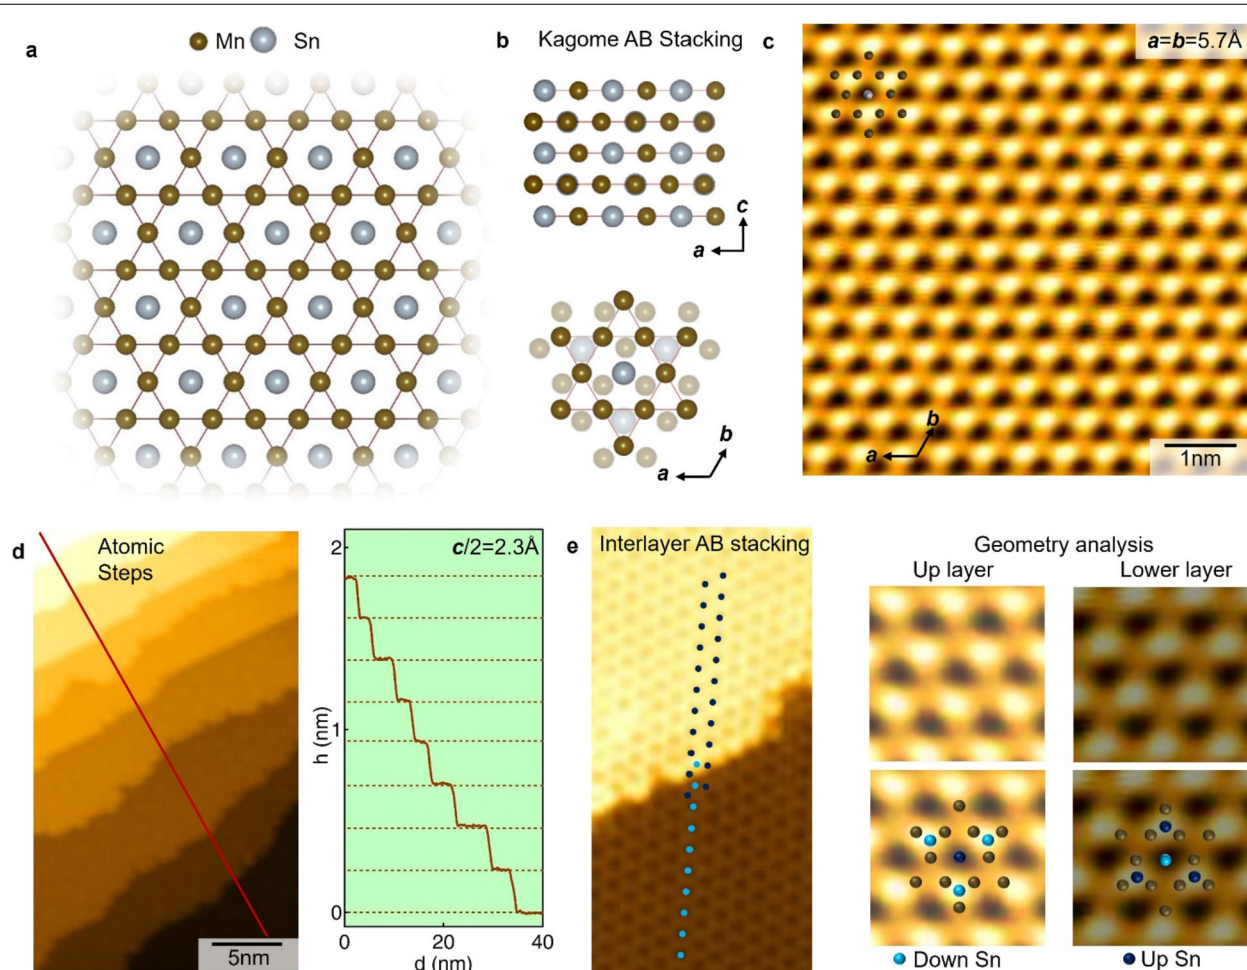 a
Mn Sn
b
Kagome AB Stacking
c
a
b
a
c
a=b=5.7Å
b
a
1nm
d
Atomic
Steps
5nm
c/2=2.3Å
2
1
0
h (nm)
0 20 40
d (nm)
e
Interlayer AB stacking
Geometry analysis
Up layer Lower layer
Down Sn Up Sn